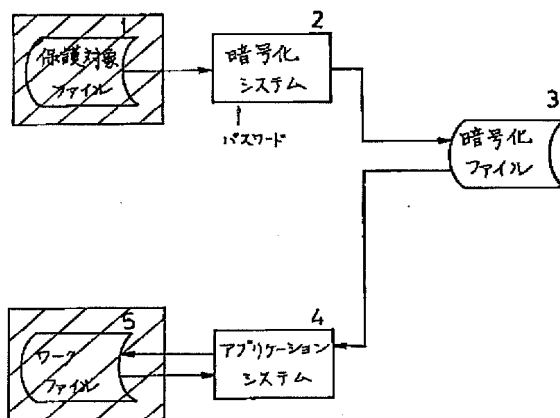 1
保護対象
ファイル
2
暗号化
システム
パスワード
3
暗号化
ファイル
4
アプリケーション
システム
5
ワーク
ファイル